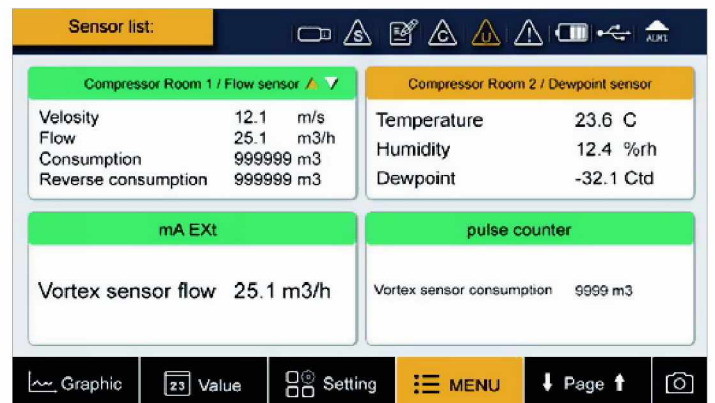 Sensor list:
S C U ! ALM1
Compressor Room 1 / Flow sensor
Velosity 12.1 m/s
Flow 25.1 m3/h
Consumption 999999 m3
Reverse consumption 999999 m3
Compressor Room 2 / Dewpoint sensor
Temperature 23.6 C
Humidity 12.4 %rh
Dewpoint -32.1 Ctd
mA EXt
Vortex sensor flow 25.1 m3/h
pulse counter
Vortex sensor consumption 9999 m3
Graphic 23 Value Setting MENU Page